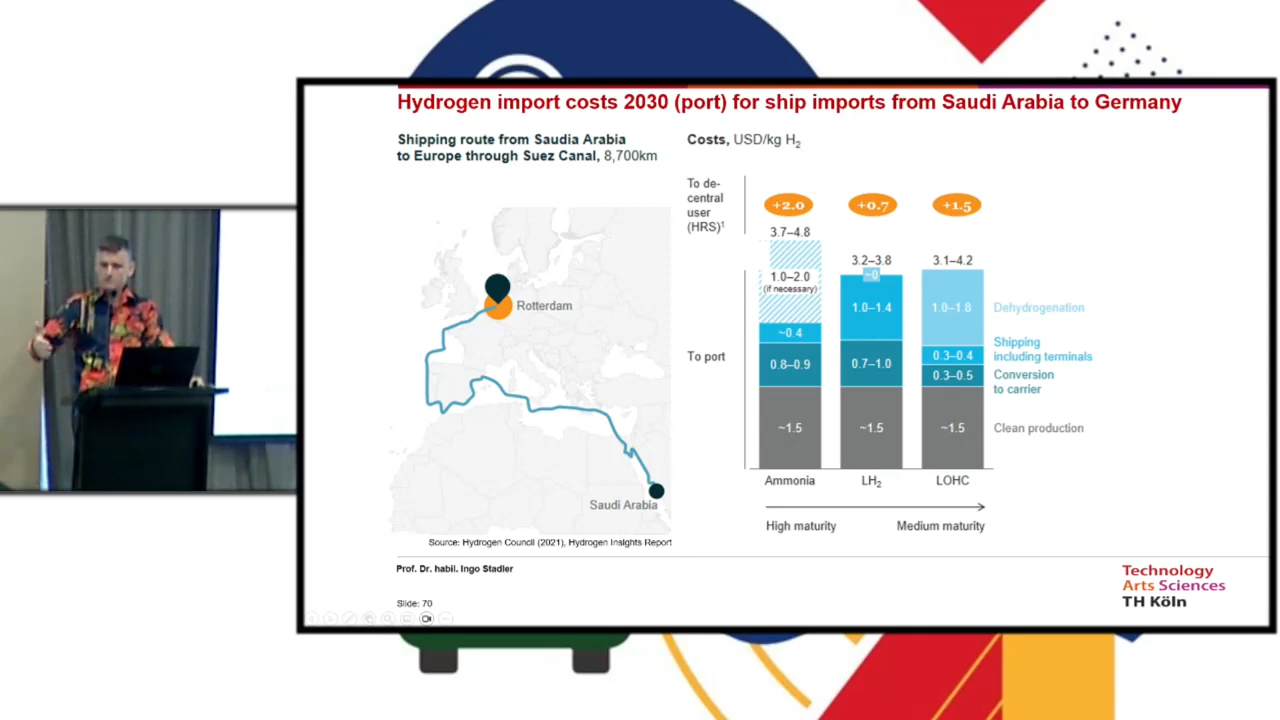 Hydrogen import costs 2030 (port) for ship imports from Saudi Arabia to Germany
Shipping route from Saudia Arabia
to Europe through Suez Canal, 8,700km
Rotterdam
Saudi Arabia
Source: Hydrogen Council (2021), Hydrogen Insights Report
Costs, USD/kg H₂
To de-
central
user
(HRS)¹
+2.0
+0.7
+1.5
3.7–4.8
3.2–3.8
3.1–4.2
1.0–2.0
(if necessary)
~0
1.0–1.4
1.0–1.8
Dehydrogenation
~0.4
0.3–0.4
Shipping
including terminals
To port
0.8–0.9
0.7–1.0
0.3–0.5
Conversion
to carrier
~1.5
~1.5
~1.5
Clean production
Ammonia
LH₂
LOHC
High maturity
Medium maturity
Prof. Dr. habil. Ingo Stadler
Slide: 70
Technology
Arts Sciences
TH Köln